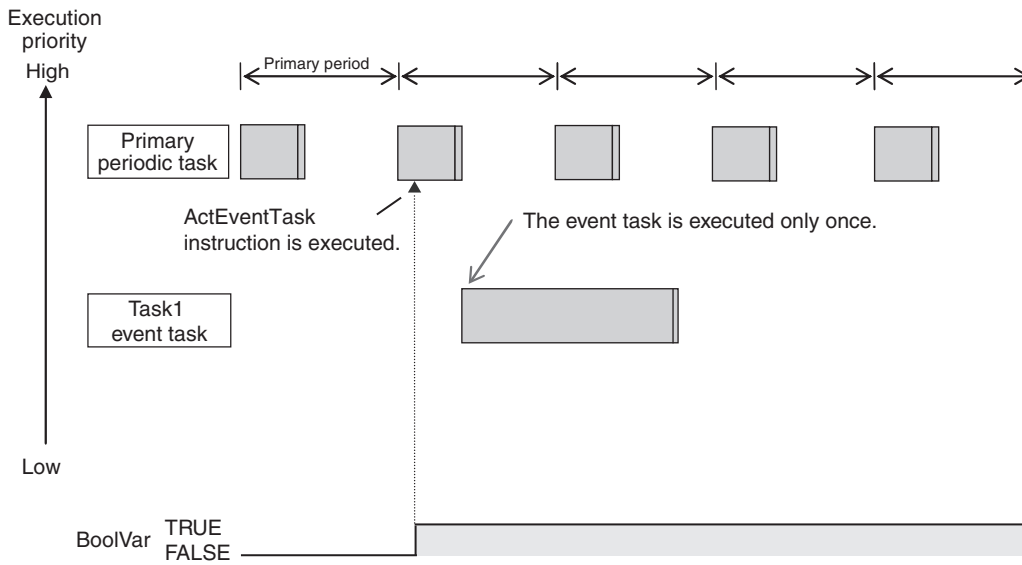 Execution
priority
High
Primary period
Primary
periodic task
ActEventTask
instruction is executed.
The event task is executed only once.
Task1
event task
Low
BoolVar
TRUE
FALSE